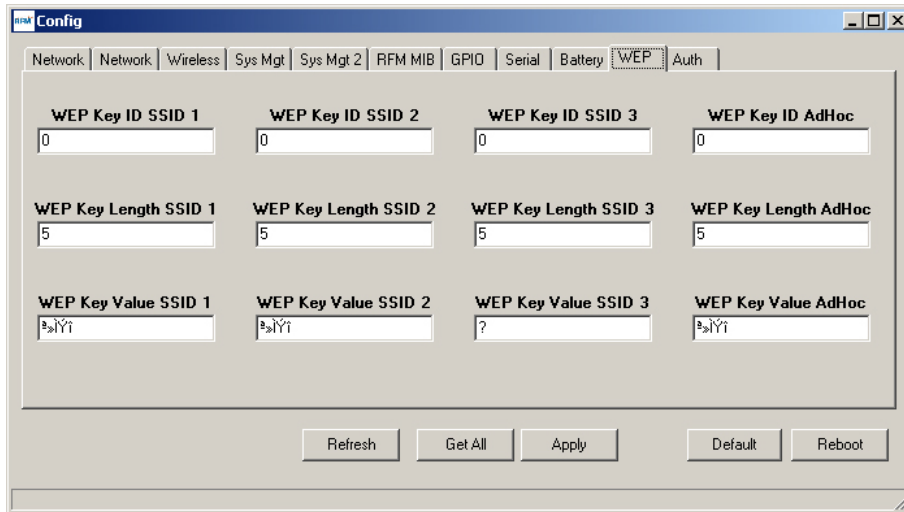 RFM Config
Network Network Wireless Sys Mgt Sys Mgt 2 RFM MIB GPIO Serial Battery WEP Auth
WEP Key ID SSID 1 WEP Key ID SSID 2 WEP Key ID SSID 3 WEP Key ID AdHoc
0 0 0 0
WEP Key Length SSID 1 WEP Key Length SSID 2 WEP Key Length SSID 3 WEP Key Length AdHoc
5 5 5 5
WEP Key Value SSID 1 WEP Key Value SSID 2 WEP Key Value SSID 3 WEP Key Value AdHoc
ª»ÌÝî ª»ÌÝî ? ª»ÌÝî
Refresh Get All Apply Default Reboot